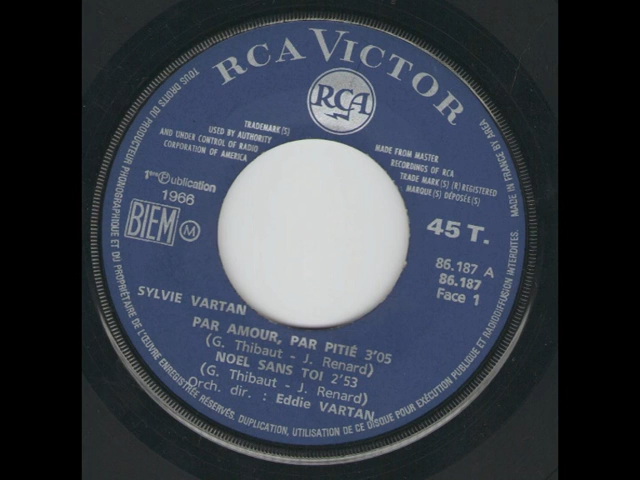 RCA VICTOR
RCA
TRADEMARK(S)
USED BY AUTHORITY
AND UNDER CONTROL OF RADIO
CORPORATION OF AMERICA
MADE FROM MASTER
RECORDINGS OF RCA
TRADE MARK(S) (R) REGISTERED
MARQUE(S) DÉPOSÉE(S)
1ère Publication
1966
BIEM M
45 T.
86.187 A
86.187
Face 1
SYLVIE VARTAN
PAR AMOUR, PAR PITIÉ 3'05
(G. Thibaut - J. Renard)
NOEL SANS TOI 2'53
(G. Thibaut - J. Renard)
Orch. dir. : Eddie VARTAN
TOUS DROITS DU PRODUCTEUR PHONOGRAPHIQUE ET DU PROPRIÉTAIRE DE L'ŒUVRE ENREGISTRÉE RÉSERVÉS. DUPLICATION, UTILISATION DE CE DISQUE POUR EXÉCUTION PUBLIQUE ET RADIODIFFUSION INTERDITES. MADE IN FRANCE BY AREA